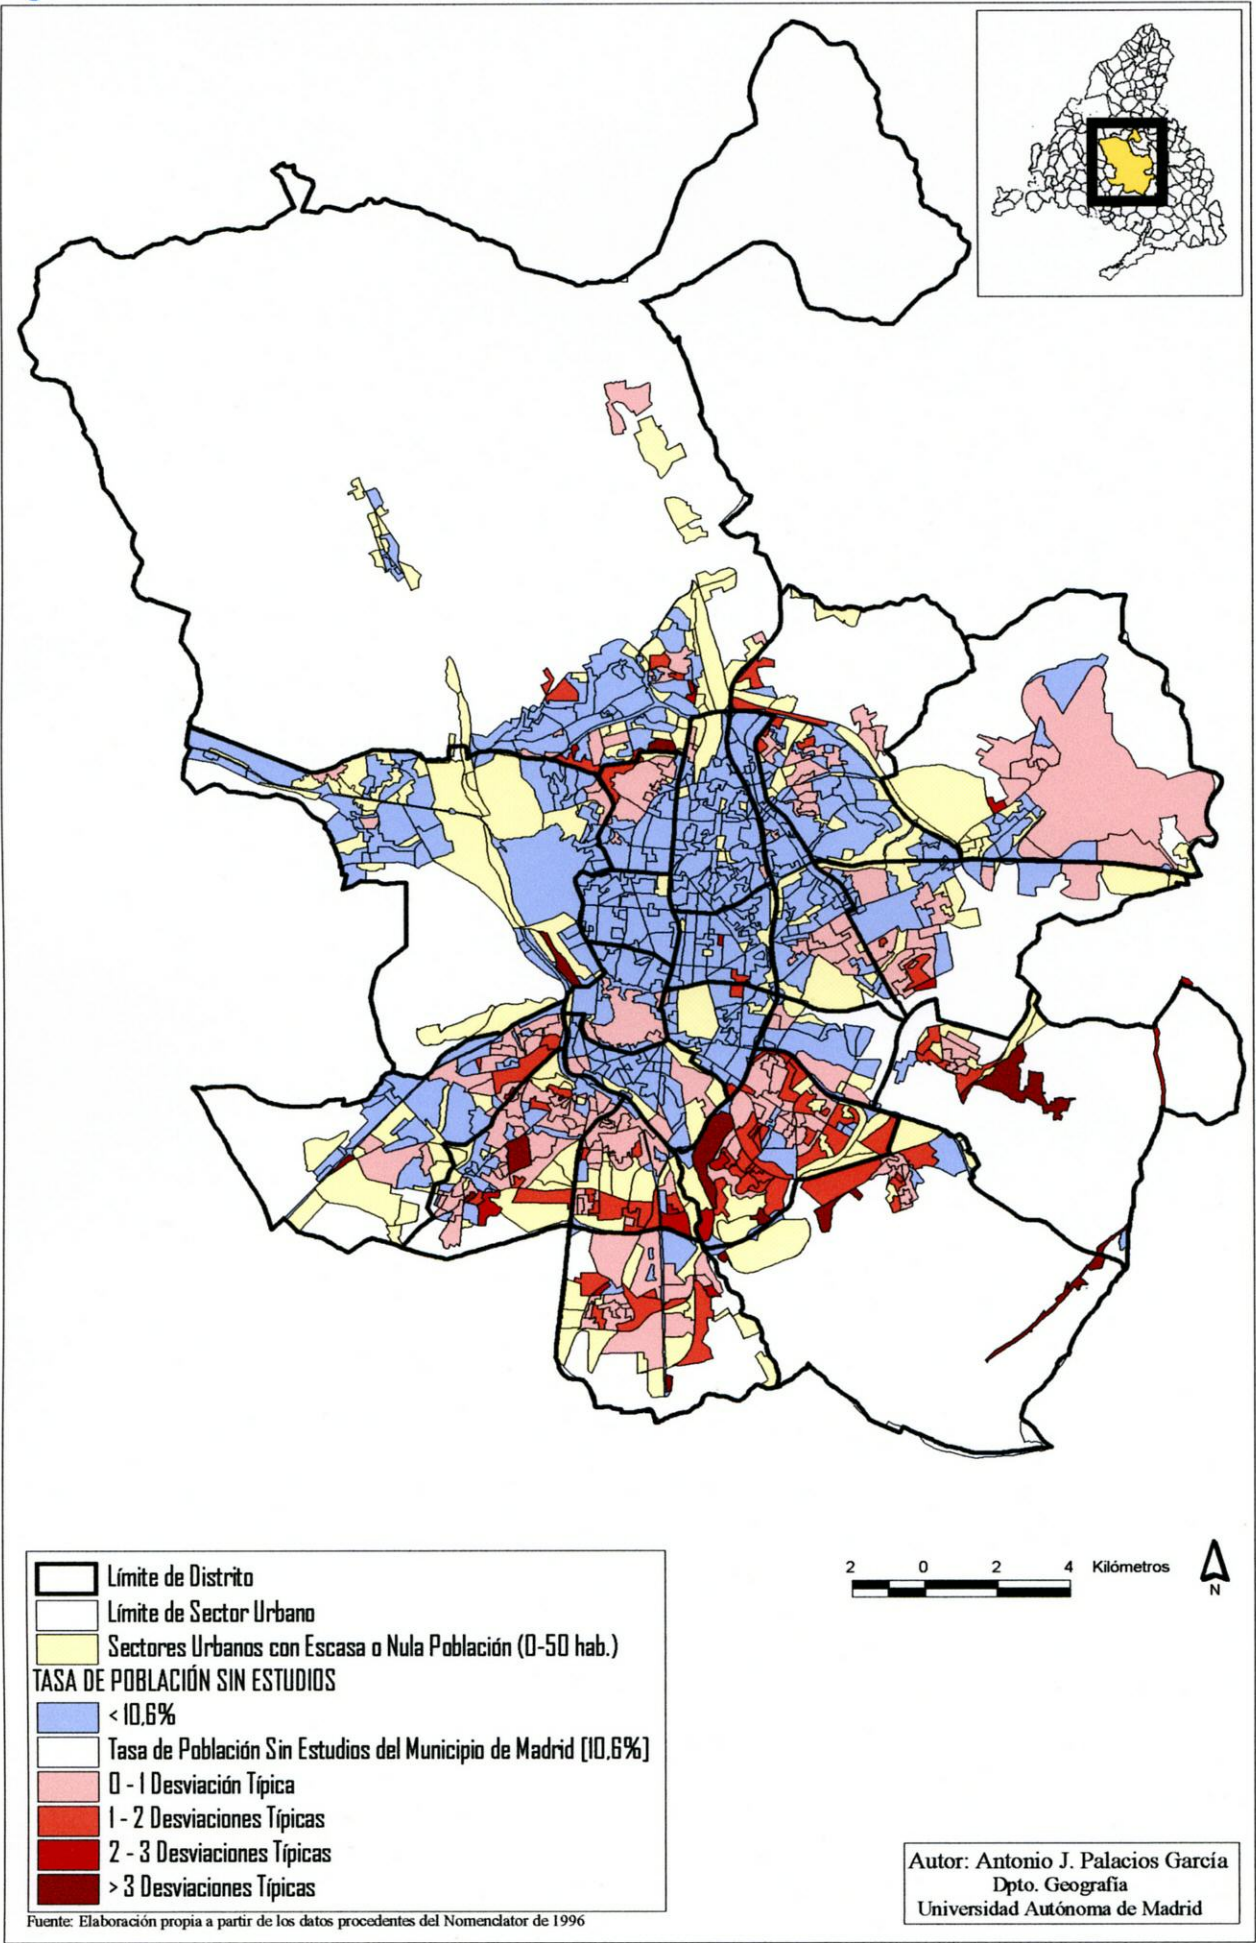 Límite de Distrito
Límite de Sector Urbano
Sectores Urbanos con Escasa o Nula Población (0-50 hab.)
TASA DE POBLACIÓN SIN ESTUDIOS
< 10,6%
Tasa de Población Sin Estudios del Municipio de Madrid [10,6%]
0 - 1 Desviación Típica
1 - 2 Desviaciones Típicas
2 - 3 Desviaciones Típicas
> 3 Desviaciones Típicas
Fuente: Elaboración propia a partir de los datos procedentes del Nomenclator de 1996
2 0 2 4 Kilómetros
N
Autor: Antonio J. Palacios García
Dpto. Geografía
Universidad Autónoma de Madrid